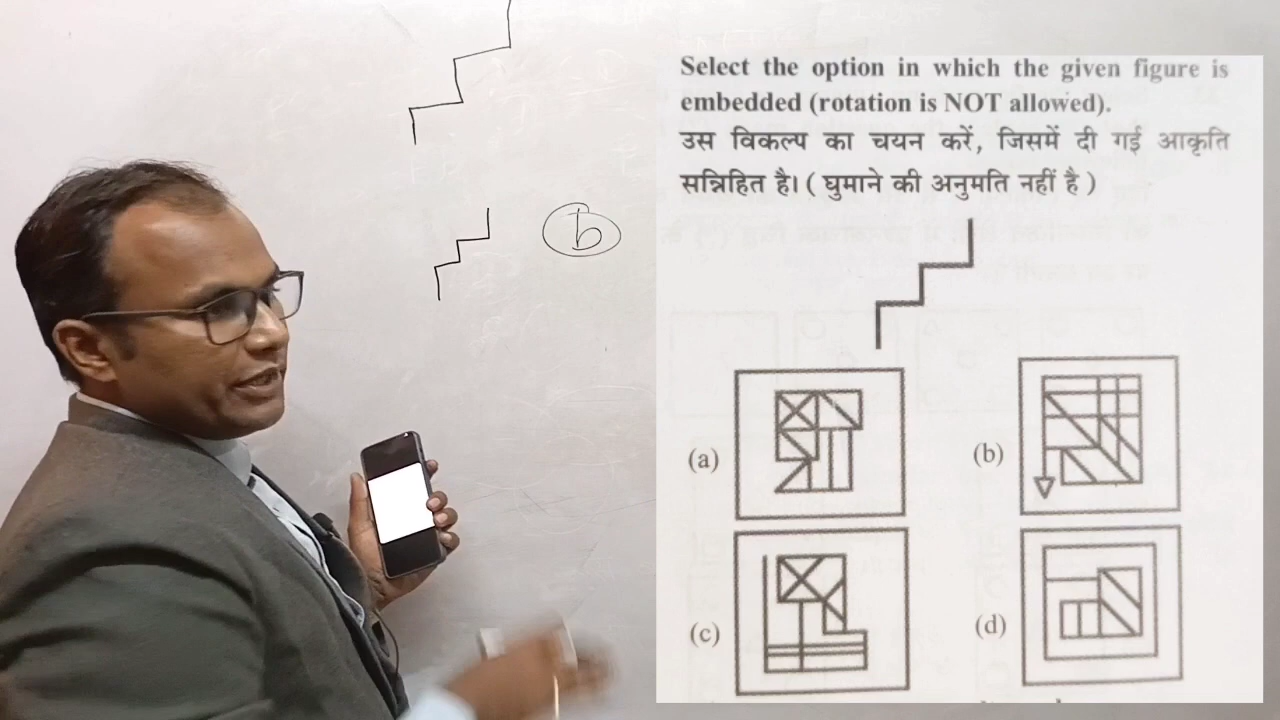 Select the option in which the given figure is
embedded (rotation is NOT allowed).
उस विकल्प का चयन करें, जिसमें दी गई आकृति
सन्निहित है। ( घुमाने की अनुमति नहीं है )
b
(a)
(b)
(c)
(d)